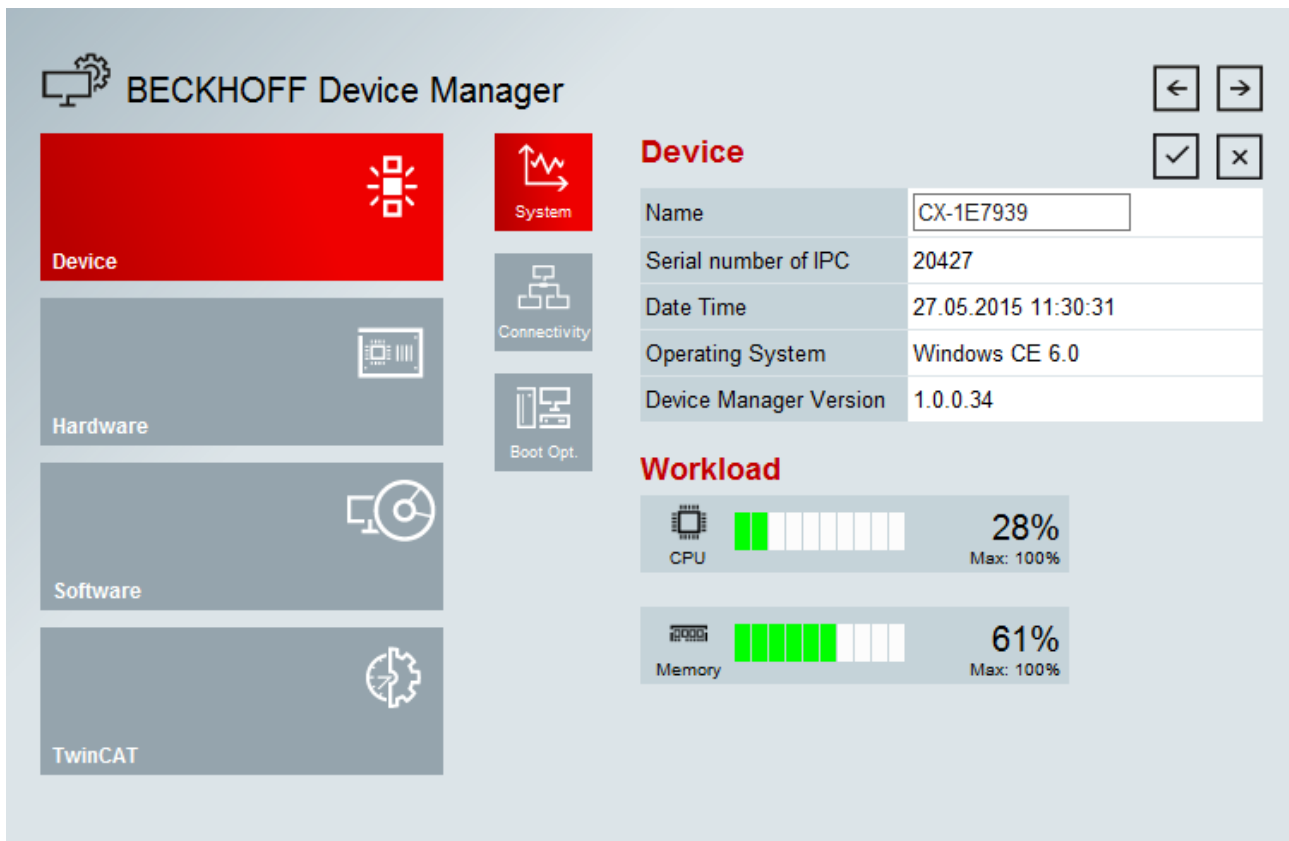 BECKHOFF Device Manager
Device
Hardware
Software
TwinCAT
System
Connectivity
Boot Opt.
Device
Name CX-1E7939
Serial number of IPC 20427
Date Time 27.05.2015 11:30:31
Operating System Windows CE 6.0
Device Manager Version 1.0.0.34
Workload
CPU 28%
Max: 100%
Memory 61%
Max: 100%